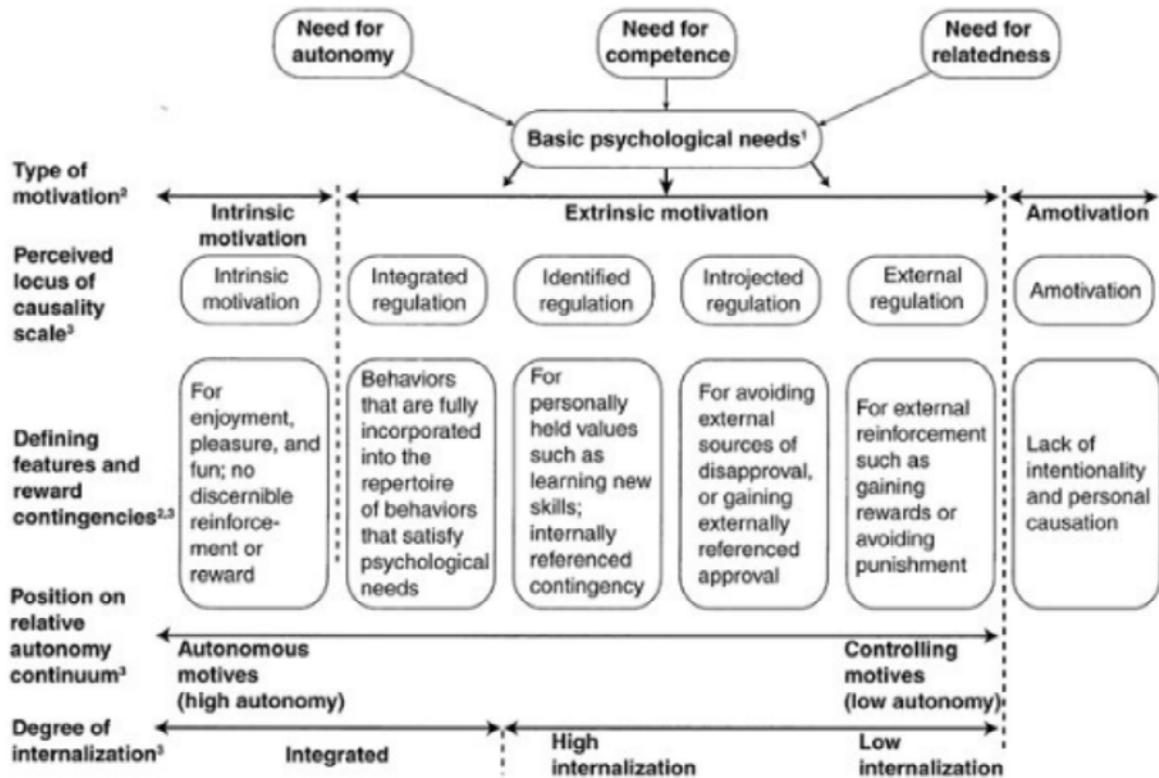 Need for
autonomy
Need for
competence
Need for
relatedness
Basic psychological needs¹
Type of
motivation²
Intrinsic
motivation
Extrinsic motivation
Amotivation
Perceived
locus of
causality
scale³
Intrinsic
motivation
Integrated
regulation
Identified
regulation
Introjected
regulation
External
regulation
Amotivation
Defining
features and
reward
contingencies²,³
For
enjoyment,
pleasure, and
fun; no
discernible
reinforce-
ment or
reward
Behaviors
that are fully
incorporated
into the
repertoire
of behaviors
that satisfy
psychological
needs
For
personally
held values
such as
learning new
skills;
internally
referenced
contingency
For avoiding
external
sources of
disapproval,
or gaining
externally
referenced
approval
For external
reinforcement
such as
gaining
rewards or
avoiding
punishment
Lack of
intentionality
and personal
causation
Position on
relative
autonomy
continuum³
Autonomous
motives
(high autonomy)
Controlling
motives
(low autonomy)
Degree of
internalization³
Integrated
High
internalization
Low
internalization